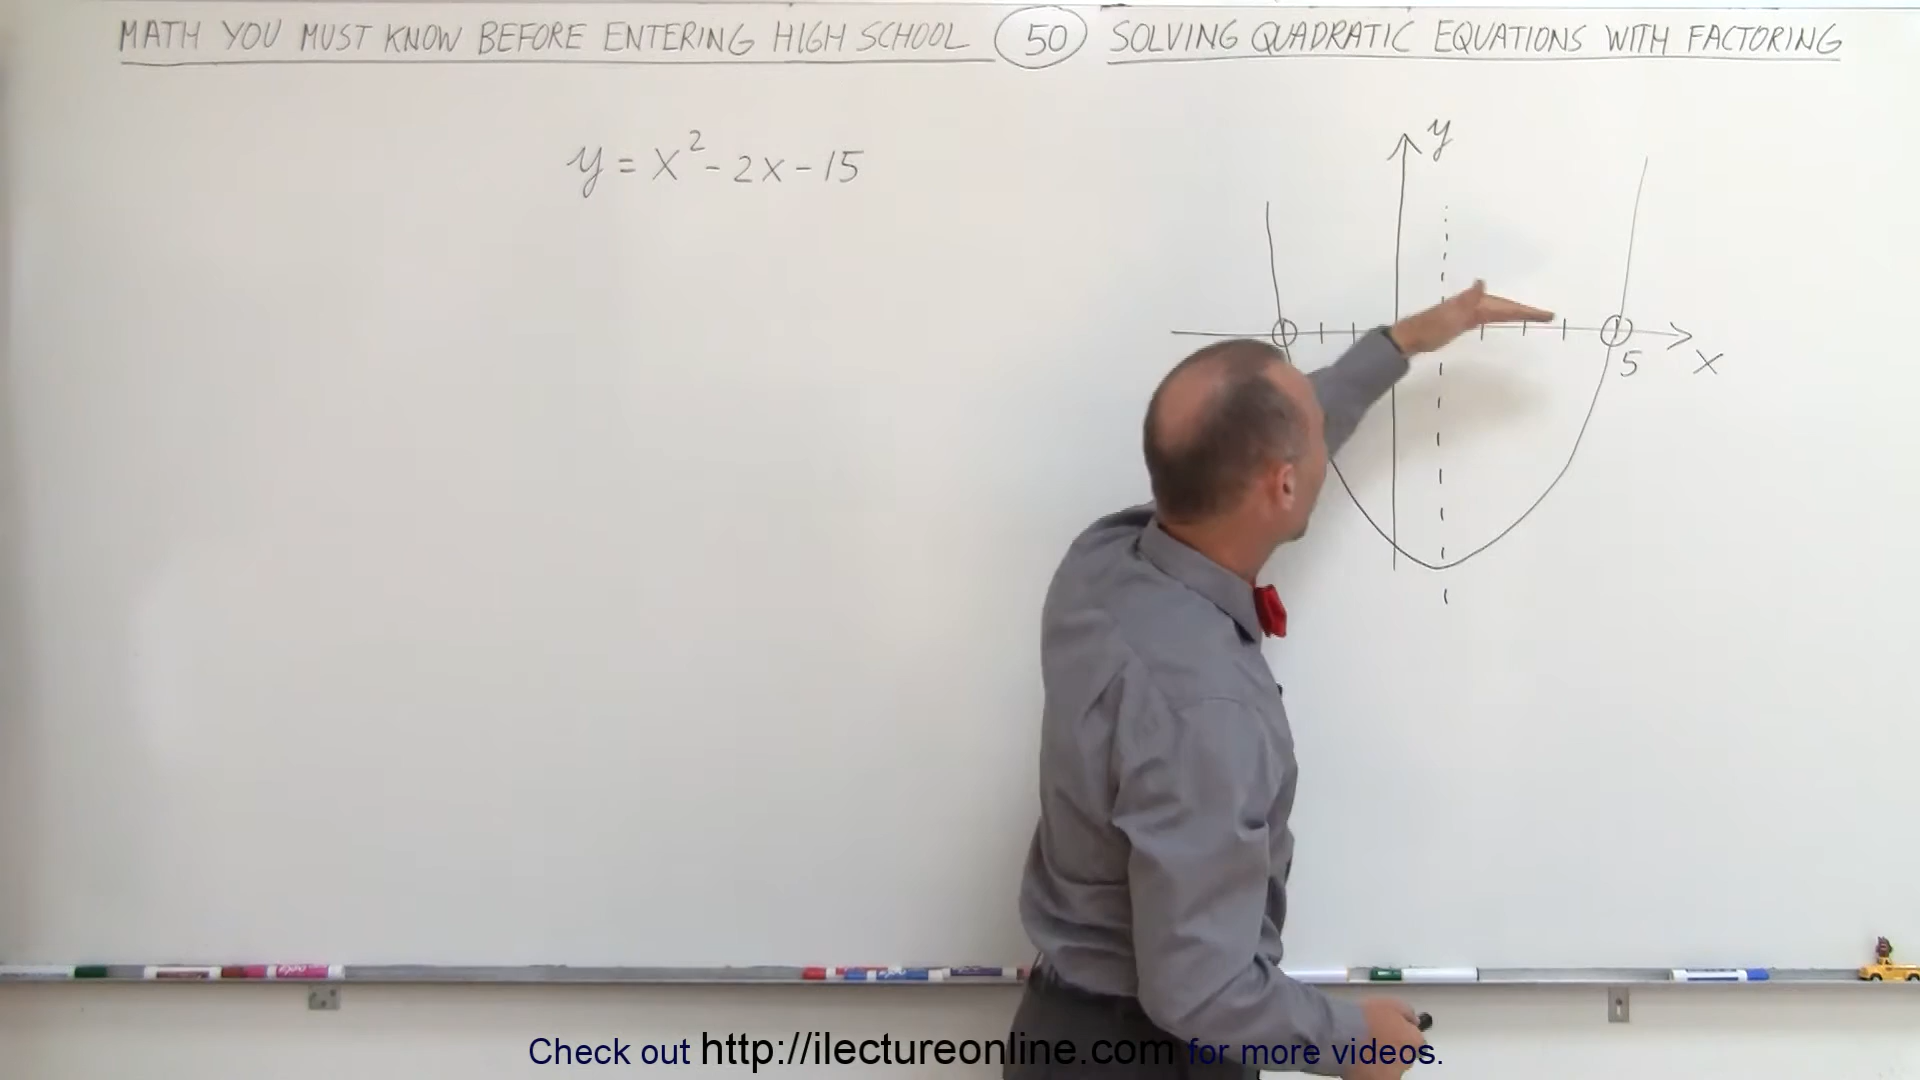 MATH YOU MUST KNOW BEFORE ENTERING HIGH SCHOOL 50 SOLVING QUADRATIC EQUATIONS WITH FACTORING
y = x² - 2x - 15
y
5
x
Check out http://ilectureonline.com for more videos.